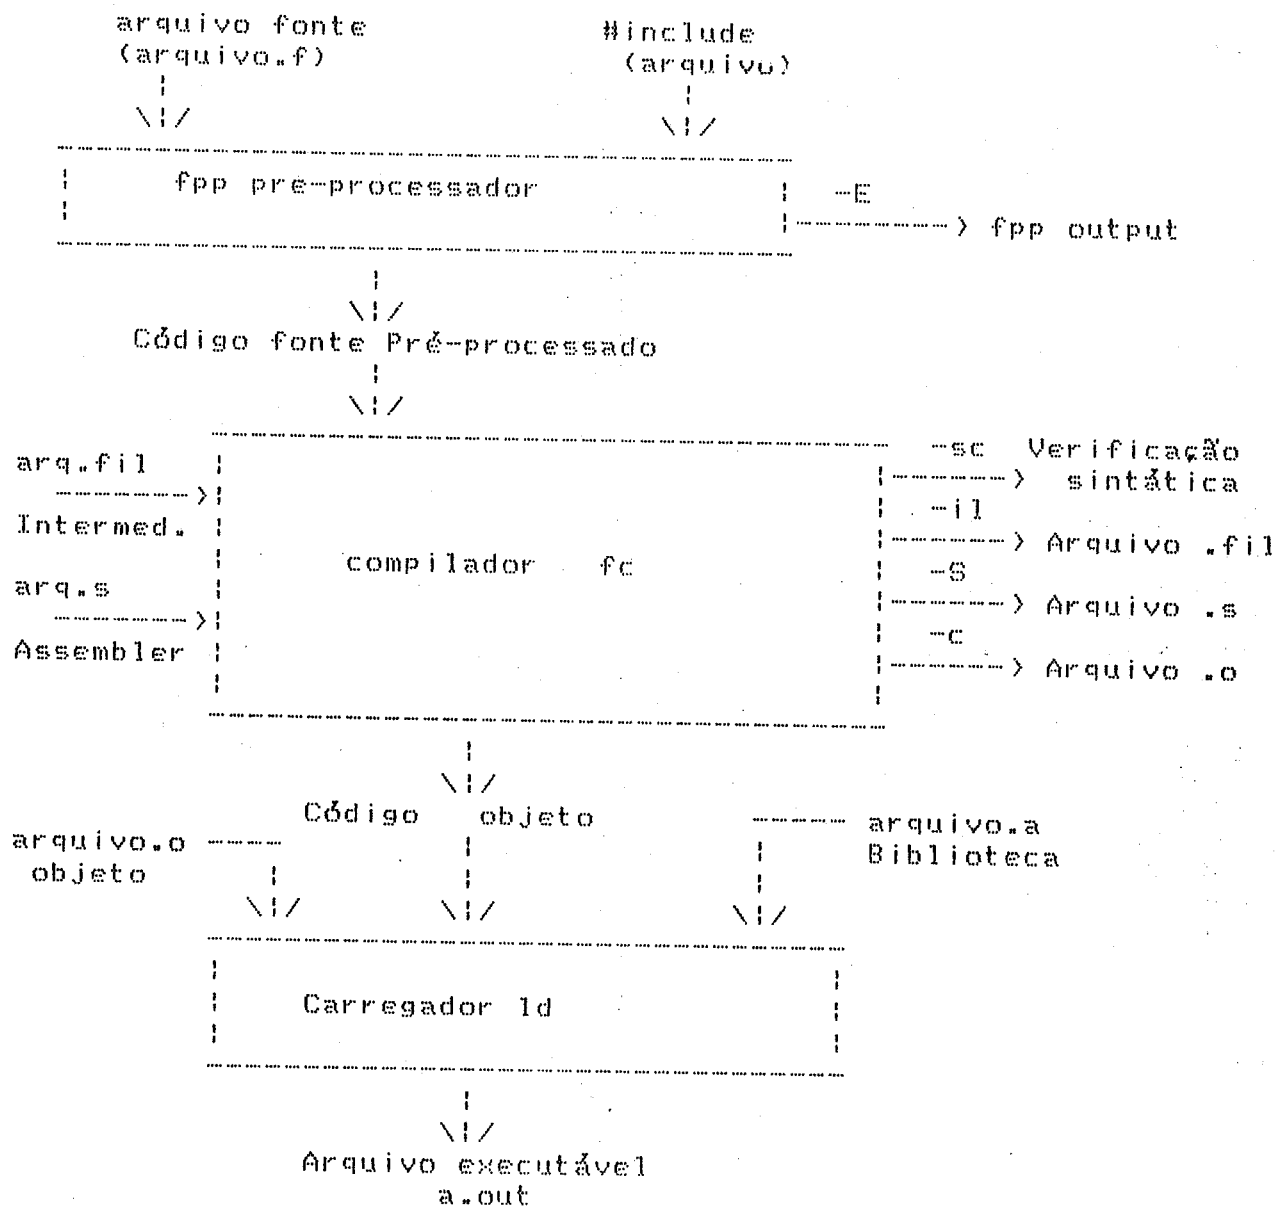 arquivo fonte #include
(arquivo.f) (arquivo)
fpp pre-processador -E
fpp output
Código fonte Pré-processado
-sc Verificação
arq.fil
sintática
Intermed. -il
Arquivo .fil
compilador fc
-S
arq.s
Arquivo .s
-c
Assembler
Arquivo .o
Código objeto
arquivo.o arquivo.a
objeto Biblioteca
Carregador ld
Arquivo executável
a.out